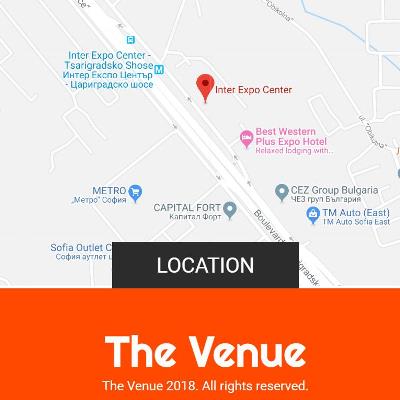 Inter Expo Center -
Tsarigradsko Shose
Интер Експо Център
- Цариградско шосе
M
Inter Expo Center
Best Western
Plus Expo Hotel
Relaxed lodging with...
ul. "Obikolna"
METRO
„Метро“ София
CAPITAL FORT
Капитал Форт
CEZ Group Bulgaria
ЧЕЗ груп България
TM Auto (East)
TM Auto Sofia East
Sofia Outlet
София аутлет
Boulevard
LOCATION
The Venue
The Venue 2018. All rights reserved.